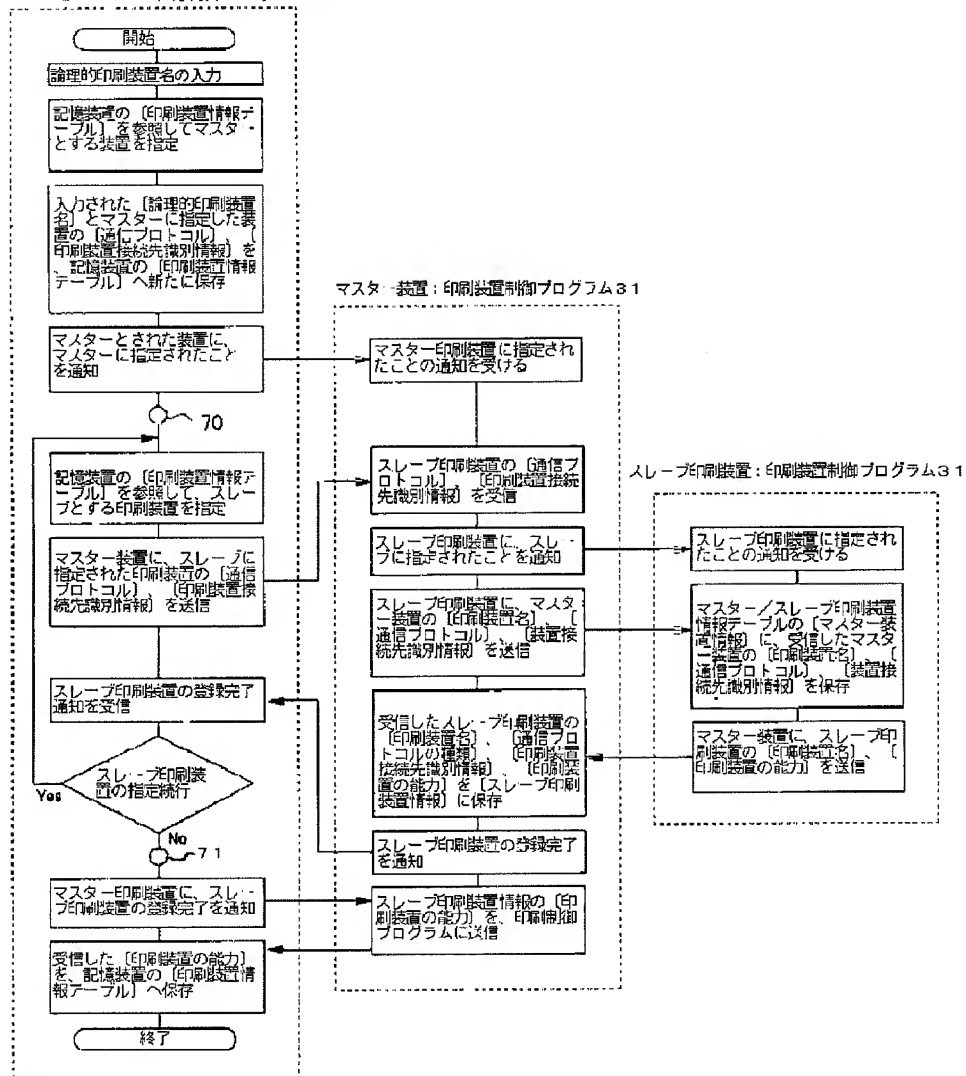 開始
論理的印刷装置名の入力
記憶装置の〔印刷装置情報テ
ーブル〕を参照してマスター
とする装置を指定
入力された〔論理的印刷装置
名〕とマスターに指定した装
置の〔通信プロトコル〕、〔
印刷装置接続先識別情報〕を
、記憶装置の〔印刷装置情報
テーブル〕へ新たに保存
マスターとされた装置に、
マスターに指定されたこと
を通知
70
記憶装置の〔印刷装置情報テ
ーブル〕を参照して、スレー
ブとする印刷装置を指定
マスター装置に、スレーブに
指定された印刷装置の〔通信
プロトコル〕、〔印刷装置接
続先識別情報〕を送信
スレーブ印刷装置の登録完了
通知を受信
スレーブ印刷装
置の指定続行
Yes
No
71
マスター印刷装置に、スレー
ブ印刷装置の登録完了を通知
受信した〔印刷装置の能力〕
を、記憶装置の〔印刷装置情
報テーブル〕へ保存
終了
マスター装置:印刷装置制御プログラム31
マスター印刷装置に指定され
たことの通知を受ける
スレーブ印刷装置の〔通信プ
ロトコル〕、〔印刷装置接続
先識別情報〕を受信
スレーブ印刷装置に、スレー
ブに指定されたことを通知
スレーブ印刷装置に、マスタ
ー装置の〔印刷装置名〕、〔
通信プロトコル〕、〔装置接
続先識別情報〕を送信
受信したスレーブ印刷装置の
〔印刷装置名〕、〔通信プロ
トコルの種類〕、〔印刷装置
接続先識別情報〕、〔印刷装
置の能力〕を〔スレーブ印刷
装置情報〕に保存
スレーブ印刷装置の登録完了
を通知
スレーブ印刷装置情報の〔印
刷装置の能力〕を、印刷制御
プログラムに送信
スレーブ印刷装置:印刷装置制御プログラム31
スレーブ印刷装置に指定され
たことの通知を受ける
マスター/スレーブ印刷装置
情報テーブルの〔マスター装
置情報〕に、受信したマスタ
ー装置の〔印刷装置名〕、〔
通信プロトコル〕、〔装置接
続先識別情報〕を保存
マスター装置に、スレーブ印
刷装置の〔印刷装置名〕、〔
印刷装置の能力〕を送信